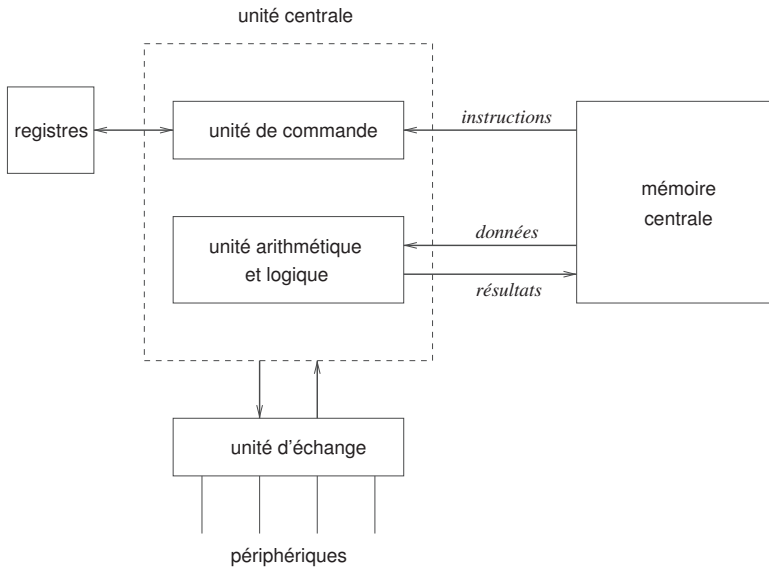 unité centrale
registres
unité de commande
instructions
mémoire
centrale
unité arithmétique
et logique
données
résultats
unité d'échange
périphériques